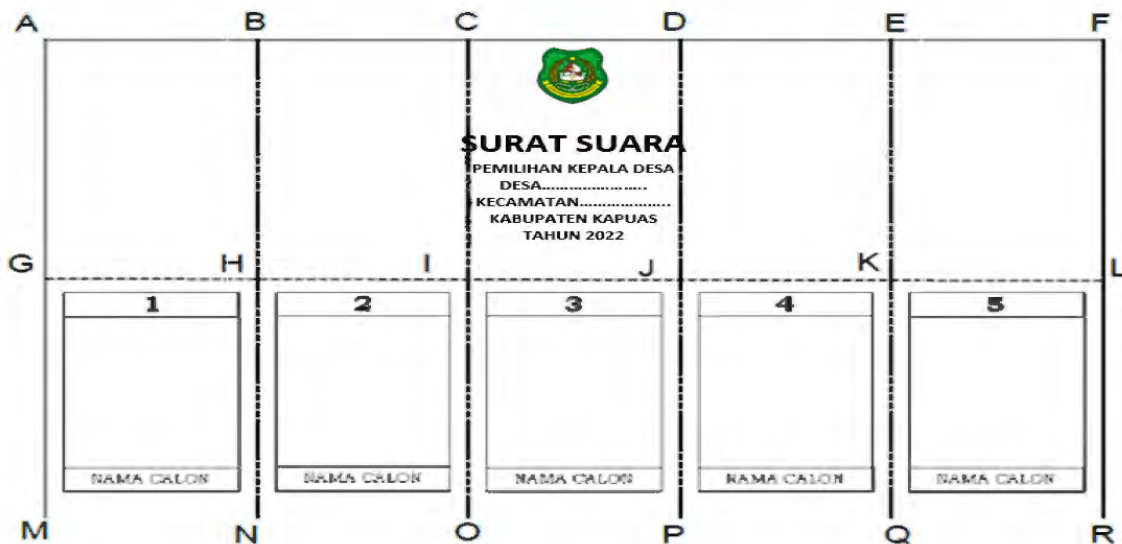 A B C D E F
SURAT SUARA
PEMILIHAN KEPALA DESA
DESA......................
KECAMATAN...................
KABUPATEN KAPUAS
TAHUN 2022
G H I J K L
1 2 3 4 5
NAMA CALON NAMA CALON NAMA CALON NAMA CALON NAMA CALON
M N O P Q R